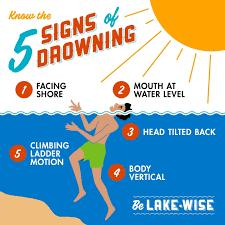 Know the
5 SIGNS of
DROWNING
1 FACING
SHORE
2 MOUTH AT
WATER LEVEL
3 HEAD TILTED BACK
5 CLIMBING
LADDER
MOTION
4 BODY
VERTICAL
Be LAKE-WISE